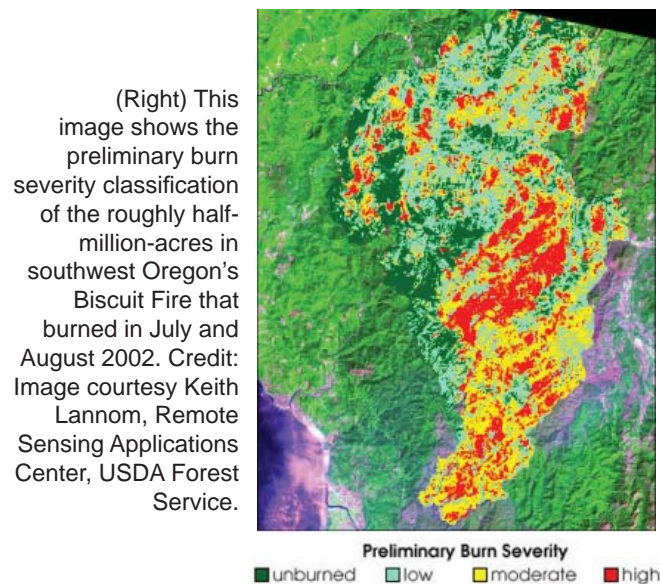 (Right) This
image shows the
preliminary burn
severity classification
of the roughly half-
million-acres in
southwest Oregon's
Biscuit Fire that
burned in July and
August 2002. Credit:
Image courtesy Keith
Lannom, Remote
Sensing Applications
Center, USDA Forest
Service.
Preliminary Burn Severity
unburned low moderate high